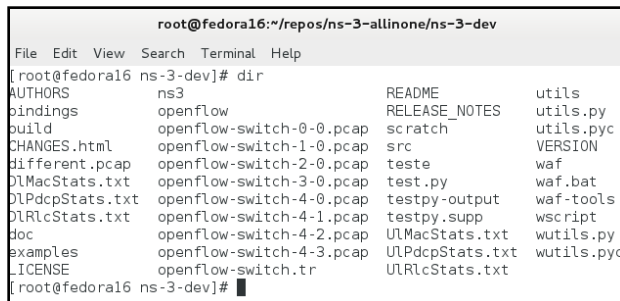 root@fedora16:~/repos/ns-3-allinone/ns-3-dev
File Edit View Search Terminal Help
[root@fedora16 ns-3-dev]# dir
AUTHORS ns3 README utils
bindings openflow RELEASE_NOTES utils.py
build openflow-switch-0-0.pcap scratch utils.pyc
CHANGES.html openflow-switch-1-0.pcap src VERSION
different.pcap openflow-switch-2-0.pcap teste waf
DlMacStats.txt openflow-switch-3-0.pcap test.py waf.bat
DlPdcpStats.txt openflow-switch-4-0.pcap testpy-output waf-tools
DlRlcStats.txt openflow-switch-4-1.pcap testpy.supp wscript
doc openflow-switch-4-2.pcap UlMacStats.txt wutils.py
examples openflow-switch-4-3.pcap UlPdcpStats.txt wutils.pyc
LICENSE openflow-switch.tr UlRlcStats.txt
[root@fedora16 ns-3-dev]#